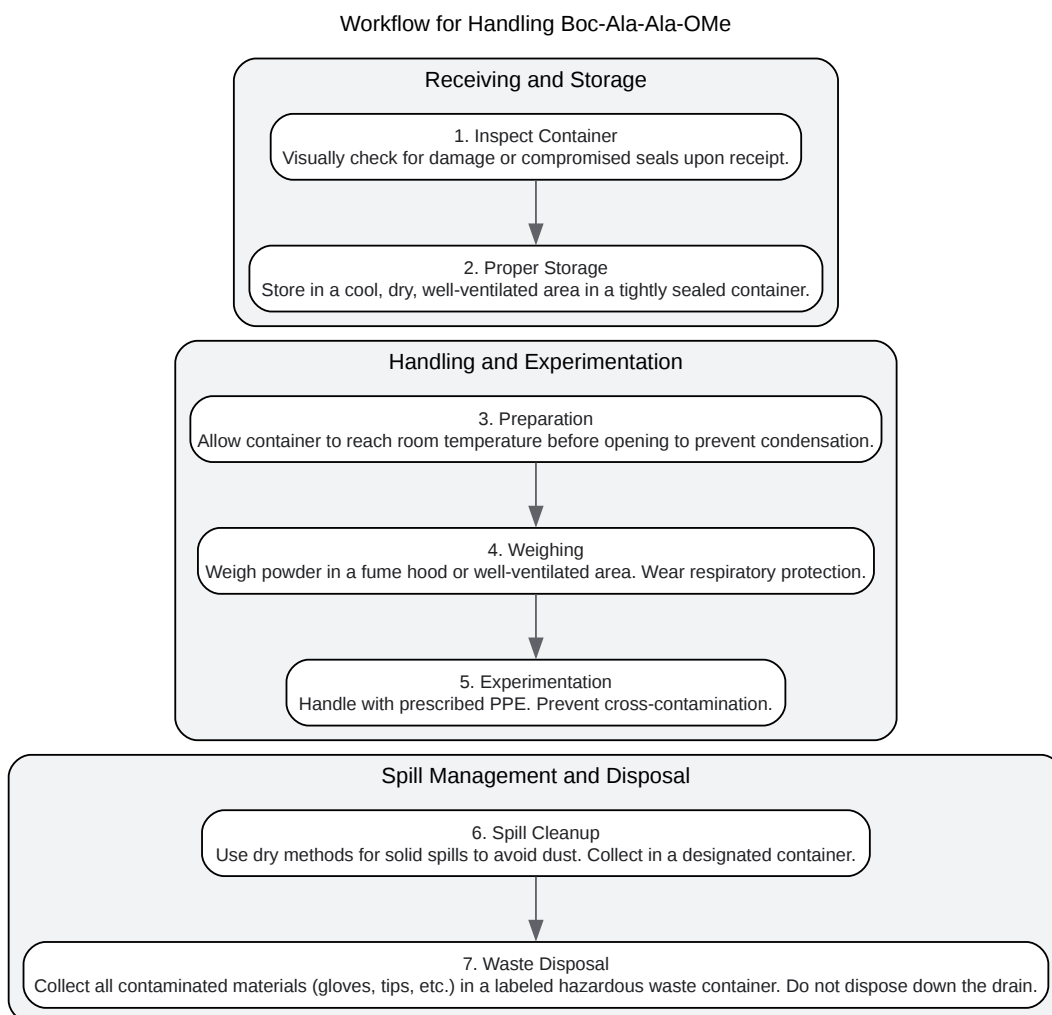 Workflow for Handling Boc-Ala-Ala-OMe
Receiving and Storage
1. Inspect Container
Visually check for damage or compromised seals upon receipt.
2. Proper Storage
Store in a cool, dry, well-ventilated area in a tightly sealed container.
Handling and Experimentation
3. Preparation
Allow container to reach room temperature before opening to prevent condensation.
4. Weighing
Weigh powder in a fume hood or well-ventilated area. Wear respiratory protection.
5. Experimentation
Handle with prescribed PPE. Prevent cross-contamination.
Spill Management and Disposal
6. Spill Cleanup
Use dry methods for solid spills to avoid dust. Collect in a designated container.
7. Waste Disposal
Collect all contaminated materials (gloves, tips, etc.) in a labeled hazardous waste container. Do not dispose down the drain.